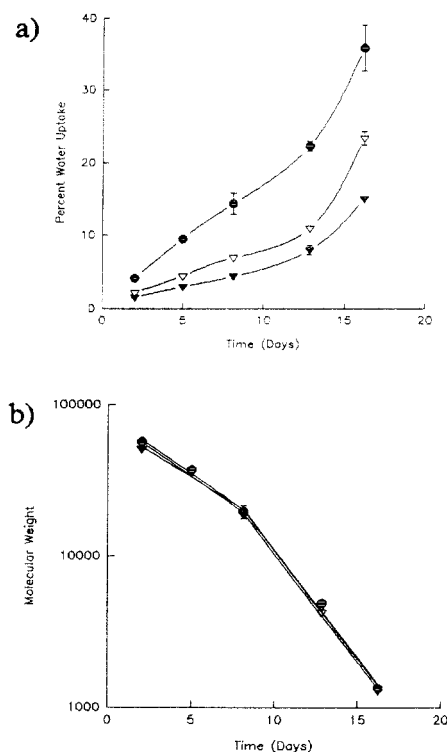 a)
40
30
20
10
0
Percent Water Uptake
0 5 10 15 20
Time (Days)
b)
100000
10000
1000
Molecular Weight
0 5 10 15 20
Time (Days)